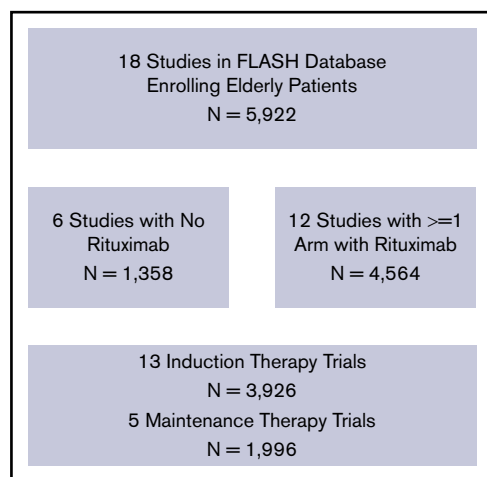 18 Studies in FLASH Database
Enrolling Elderly Patients
N = 5,922
6 Studies with No
Rituximab
N = 1,358
12 Studies with >=1
Arm with Rituximab
N = 4,564
13 Induction Therapy Trials
N = 3,926
5 Maintenance Therapy Trials
N = 1,996